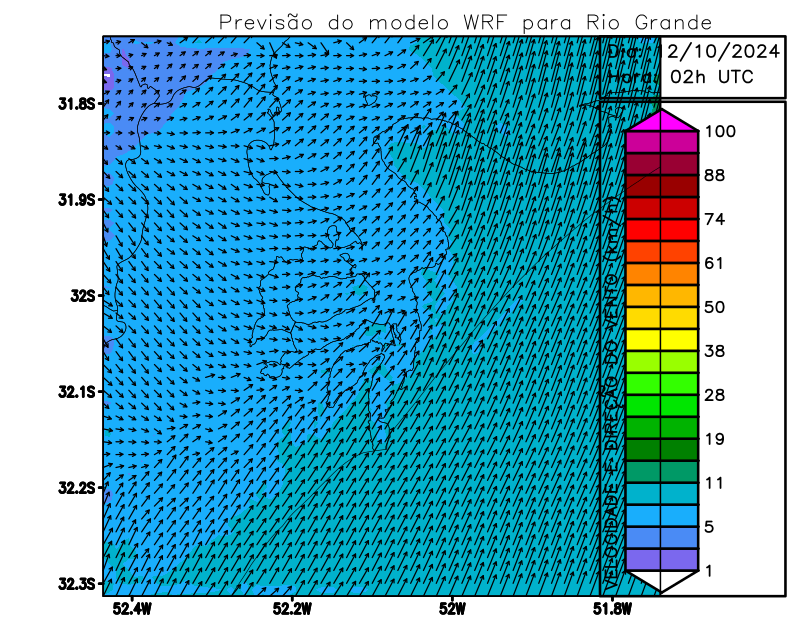 Previsão do modelo WRF para Rio Grande
Dia: 2/10/2024
Hora: 02h UTC
31.8S
31.9S
32S
32.1S
32.2S
32.3S
52.4W
52.2W
52W
51.8W
VELOCIDADE E DIREÇÃO DO VENTO (km/h)
100
88
74
61
50
38
28
19
11
5
1